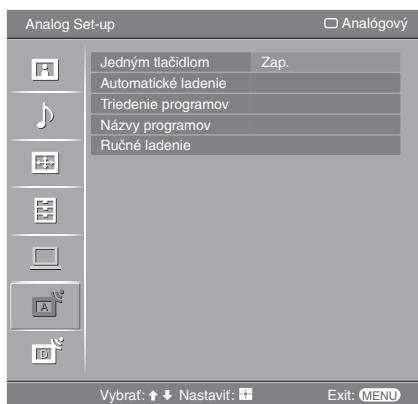 Analog Set-up Analógový
Jedným tlačidlom Zap.
Automatické ladenie
Triedenie programov
Názvy programov
Ručné ladenie
A
D
Vybrať: Nastaviť: Exit: MENU